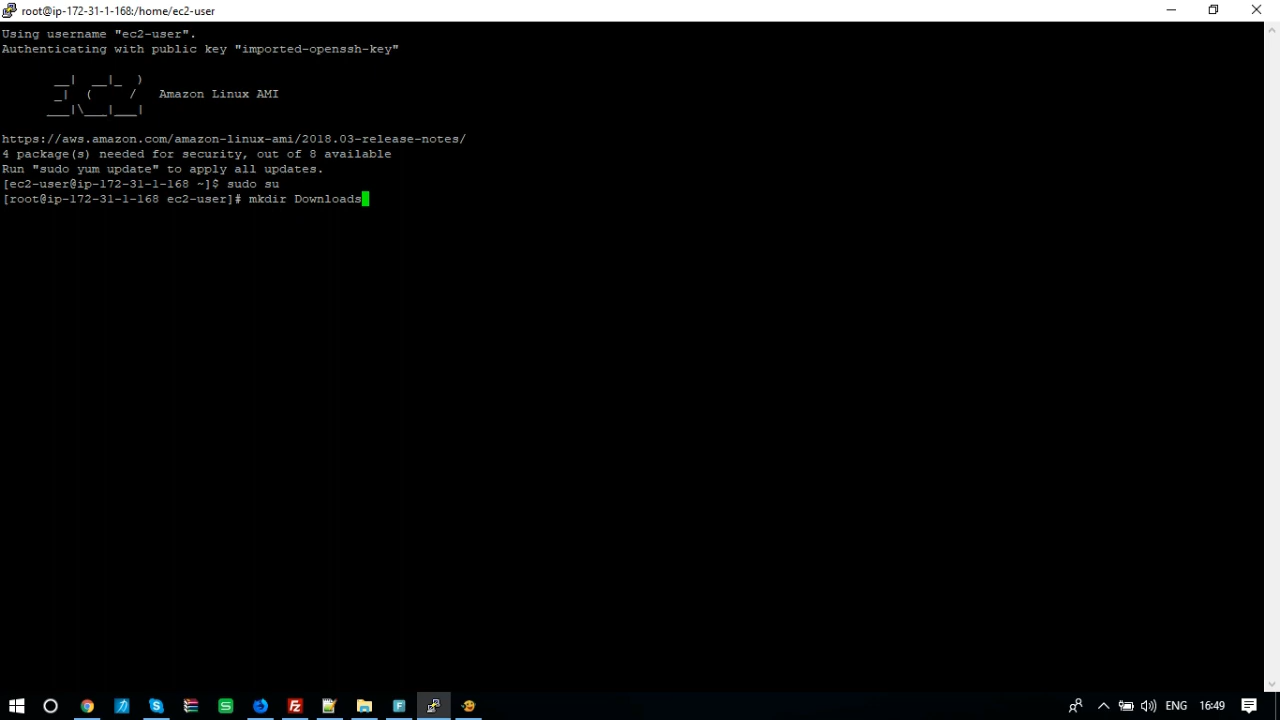 root@ip-172-31-1-168:/home/ec2-user
Using username "ec2-user".
Authenticating with public key "imported-openssh-key"
       __|  __|_  )
       _|  (     /   Amazon Linux AMI
      ___|\___|___|
https://aws.amazon.com/amazon-linux-ami/2018.03-release-notes/
4 package(s) needed for security, out of 8 available
Run "sudo yum update" to apply all updates.
[ec2-user@ip-172-31-1-168 ~]$ sudo su
[root@ip-172-31-1-168 ec2-user]# mkdir Downloads
ENG 16:49